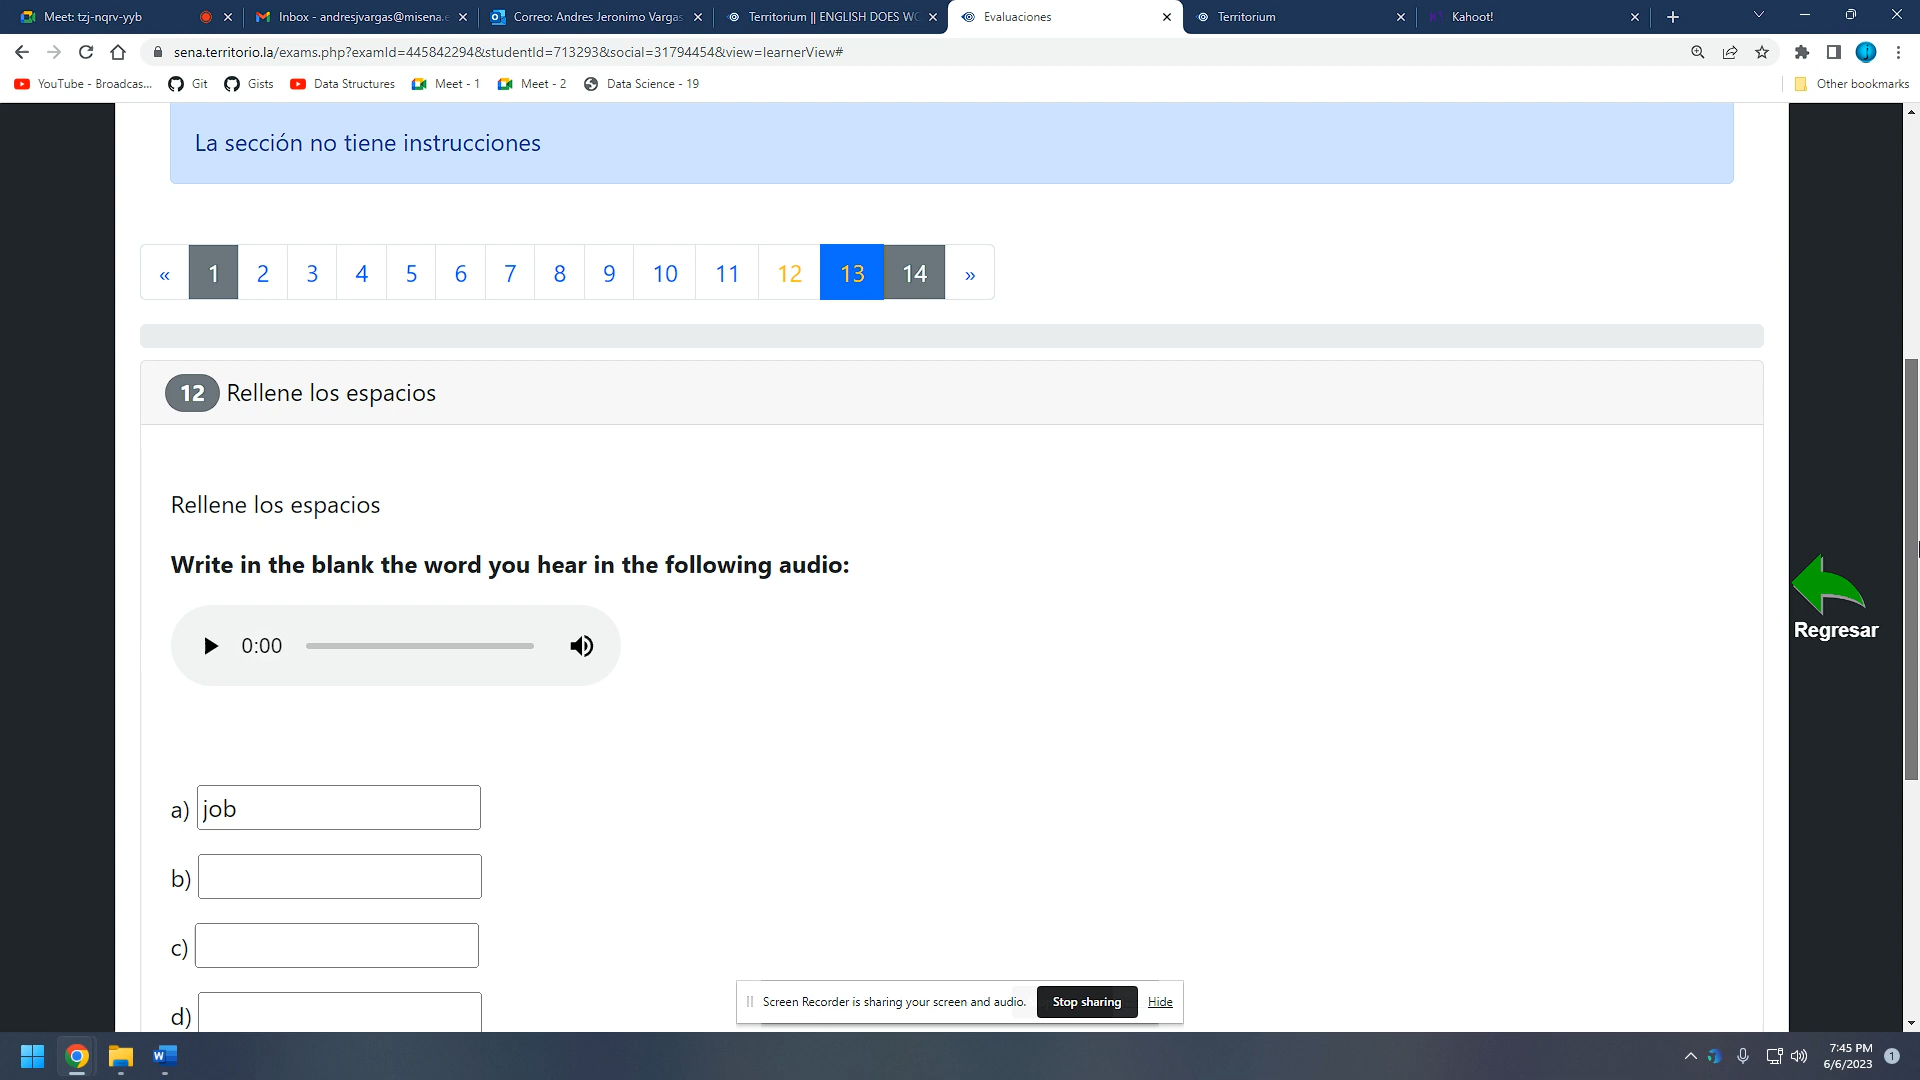 Meet: tzj-nqrv-yyb
Inbox - andresjvargas@misena.e
Correo: Andres Jeronimo Vargas
Territorium || ENGLISH DOES WO
Evaluaciones
Territorium
Kahoot!
sena.territorio.la/exams.php?examId=445842294&studentId=713293&social=31794454&view=learnerView#
YouTube - Broadcas...
Git
Gists
Data Structures
Meet - 1
Meet - 2
Data Science - 19
Other bookmarks
La sección no tiene instrucciones
« 1 2 3 4 5 6 7 8 9 10 11 12 13 14 »
12 Rellene los espacios
Rellene los espacios
Write in the blank the word you hear in the following audio:
0:00
Regresar
a) job
b)
c)
d)
Screen Recorder is sharing your screen and audio.
Stop sharing
Hide
7:45 PM
6/6/2023
1